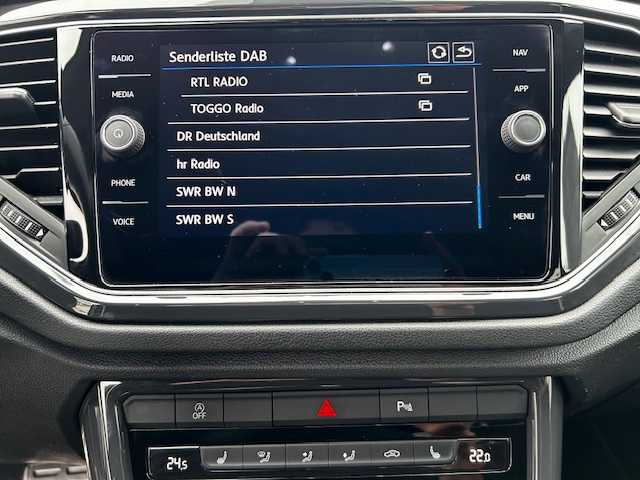 RADIO
Senderliste DAB
NAV
RTL RADIO
MEDIA
APP
TOGGO Radio
DR Deutschland
hr Radio
PHONE
CAR
SWR BW N
VOICE
SWR BW S
MENU
A
OFF
P
24,5
22,0